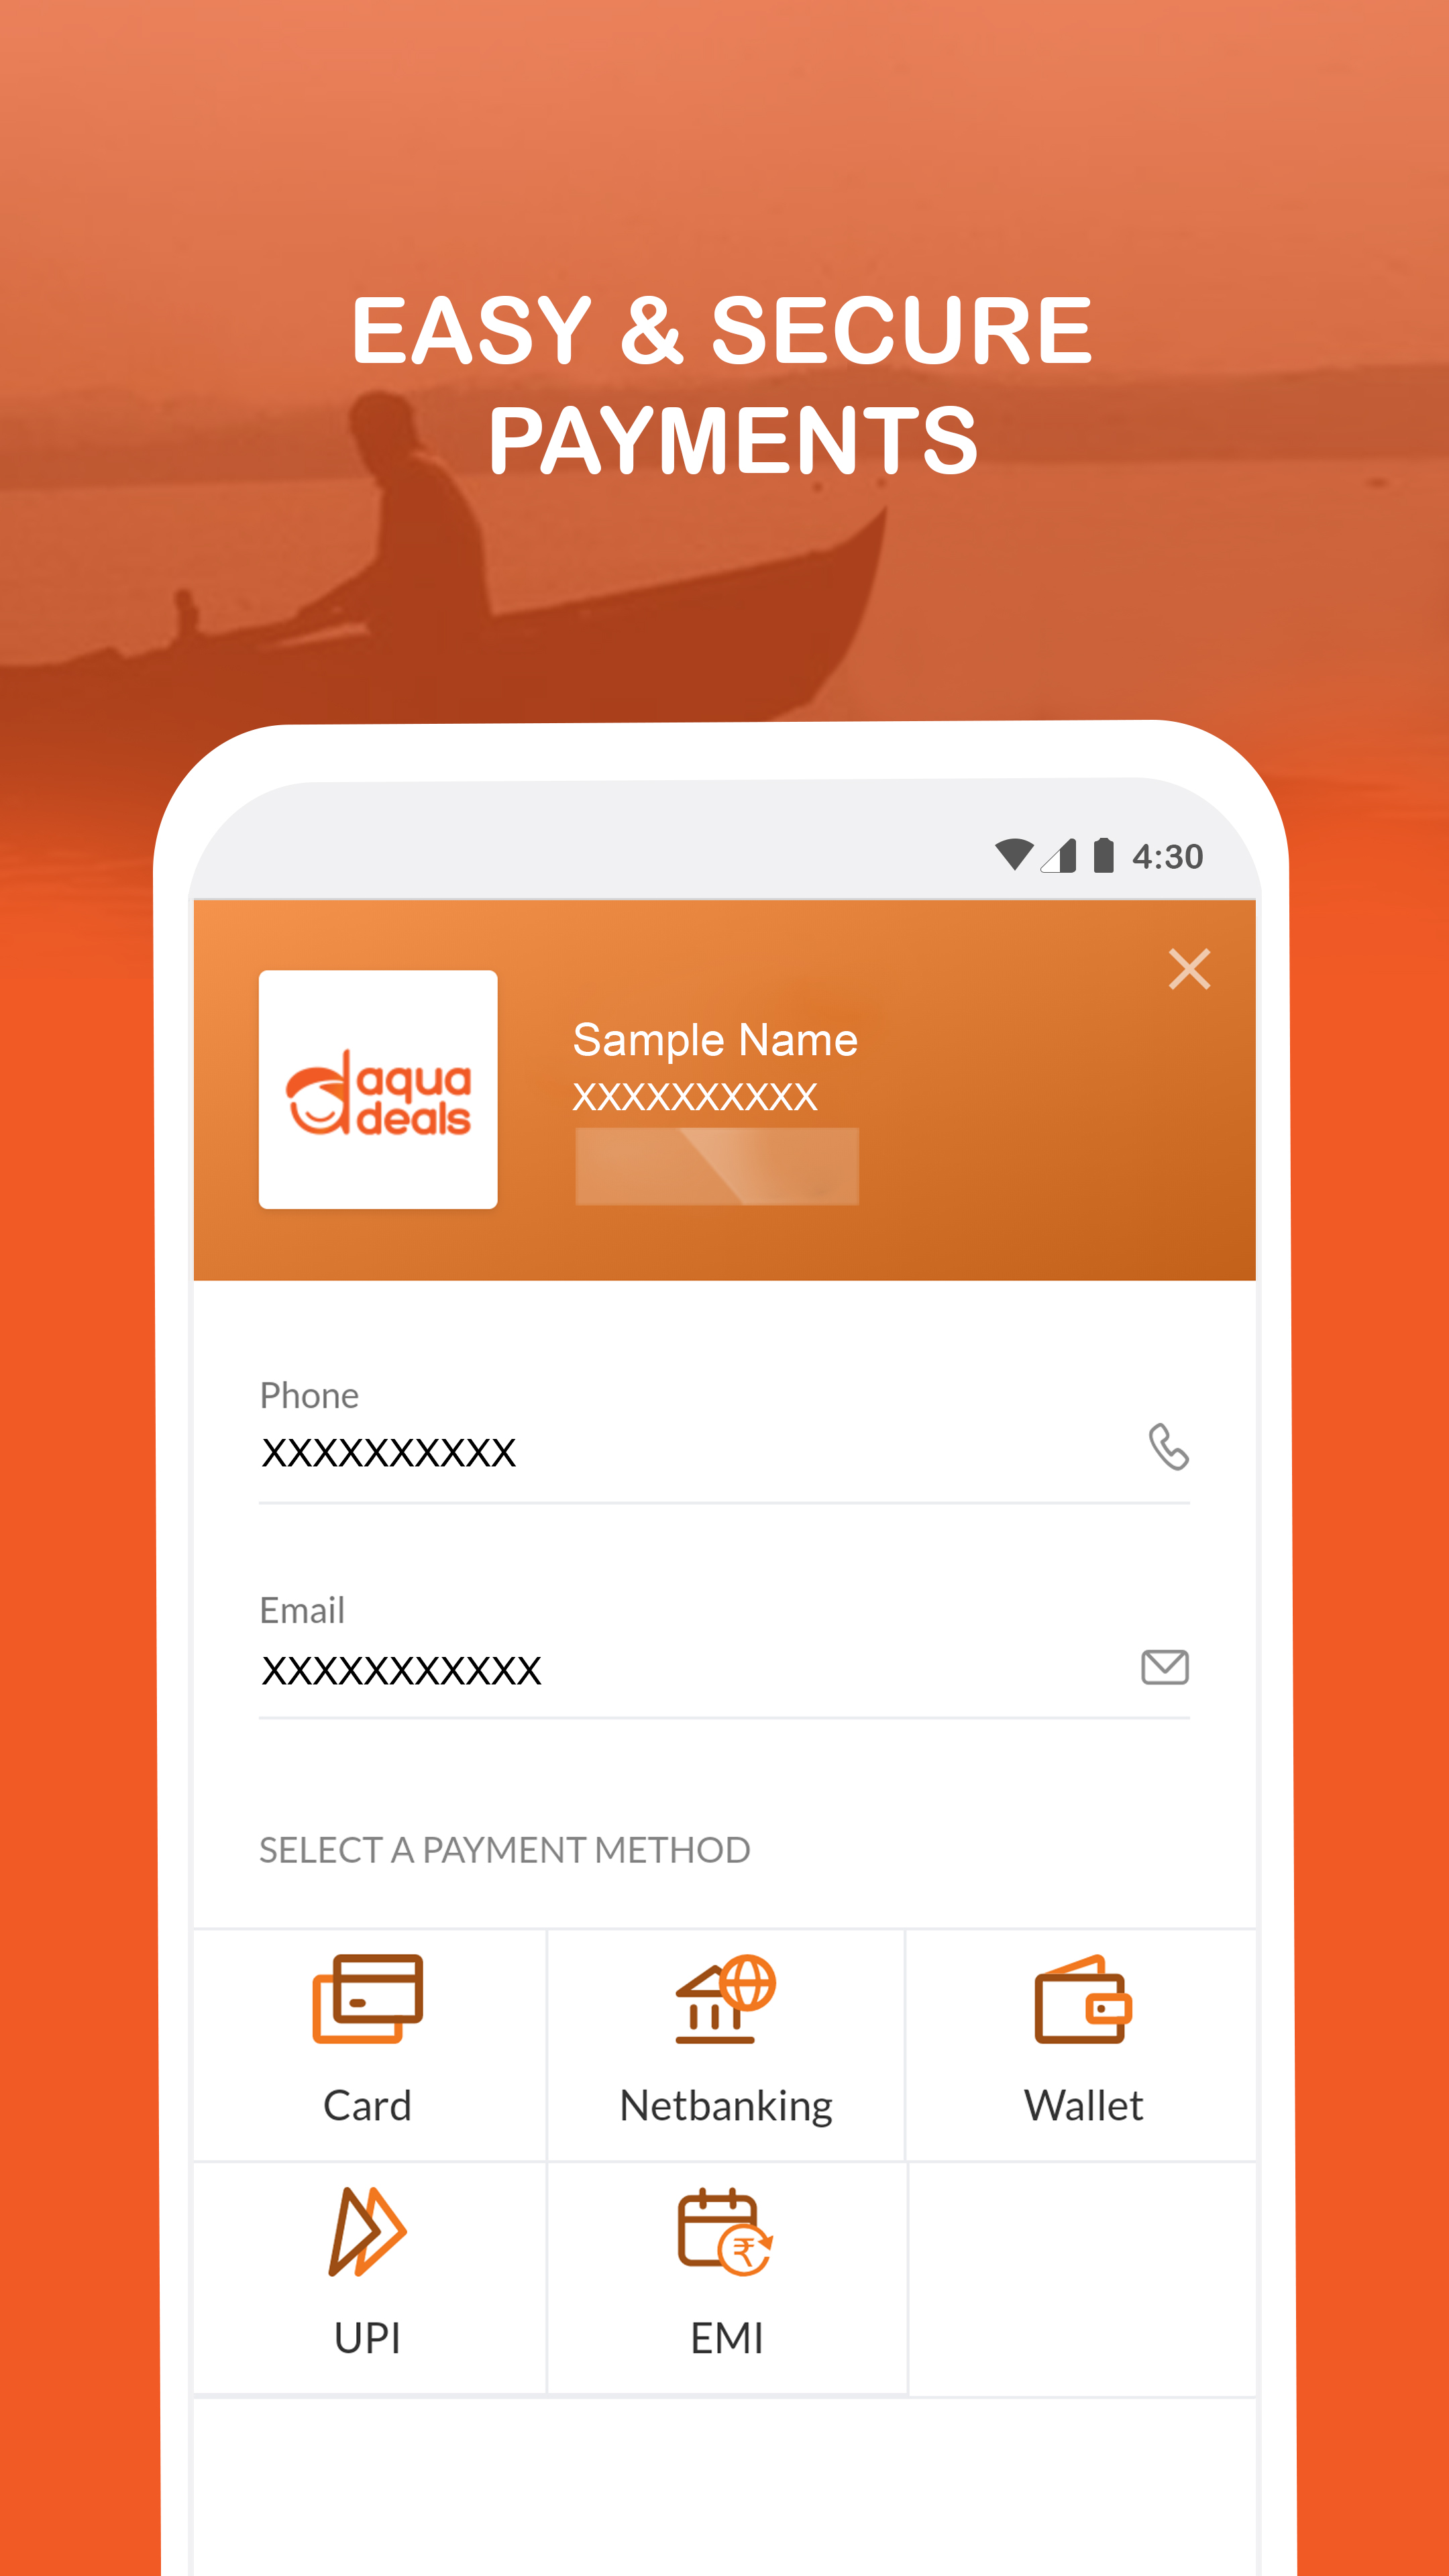 EASY & SECURE
PAYMENTS
4:30
aqua
deals
Sample Name
XXXXXXXXXX
Phone
XXXXXXXXXX
Email
XXXXXXXXXXX
SELECT A PAYMENT METHOD
Card
Netbanking
Wallet
₹
UPI
EMI